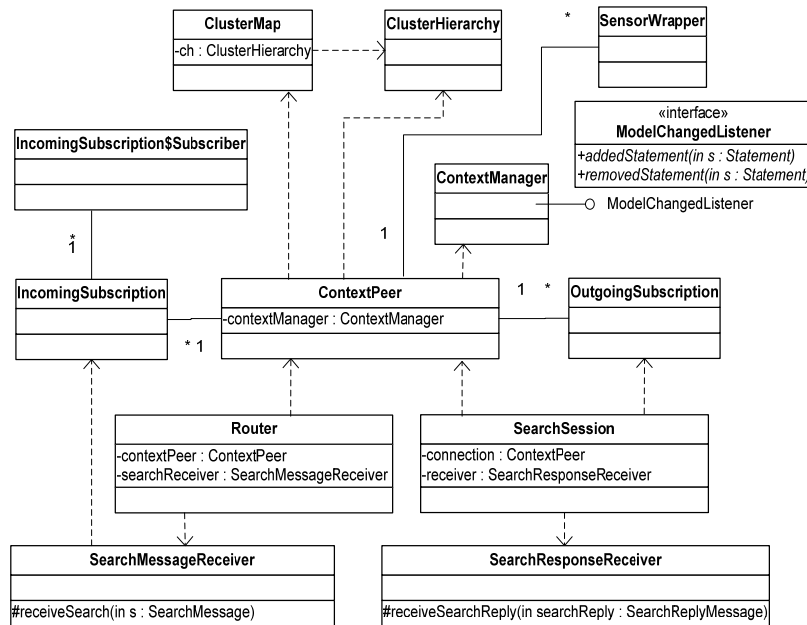 ClusterMap
-ch : ClusterHierarchy
ClusterHierarchy
*
SensorWrapper
«interface»
ModelChangedListener
+addedStatement(in s : Statement)
+removedStatement(in s : Statement)
IncomingSubscription$Subscriber
ContextManager
ModelChangedListener
*
1
1
IncomingSubscription
ContextPeer
-contextManager : ContextManager
1 *
OutgoingSubscription
* 1
Router
-contextPeer : ContextPeer
-searchReceiver : SearchMessageReceiver
SearchSession
-connection : ContextPeer
-receiver : SearchResponseReceiver
SearchMessageReceiver
#receiveSearch(in s : SearchMessage)
SearchResponseReceiver
#receiveSearchReply(in searchReply : SearchReplyMessage)